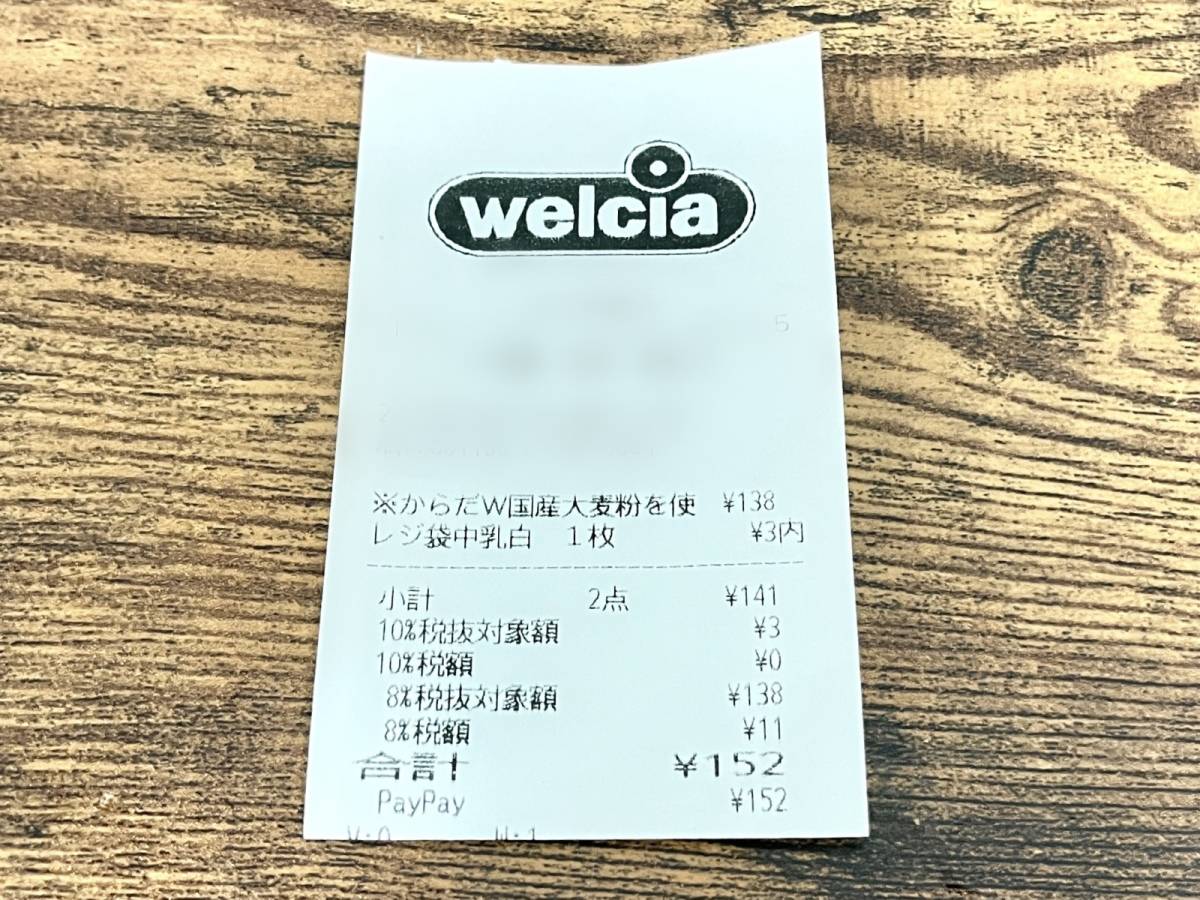 welcia
5
※からだW国産大麦粉を使 ¥138
レジ袋中乳白 1枚 ¥3内
小計 2点 ¥141
10%税抜対象額 ¥3
10%税額 ¥0
8%税抜対象額 ¥138
8%税額 ¥11
合計 ¥152
PayPay ¥152